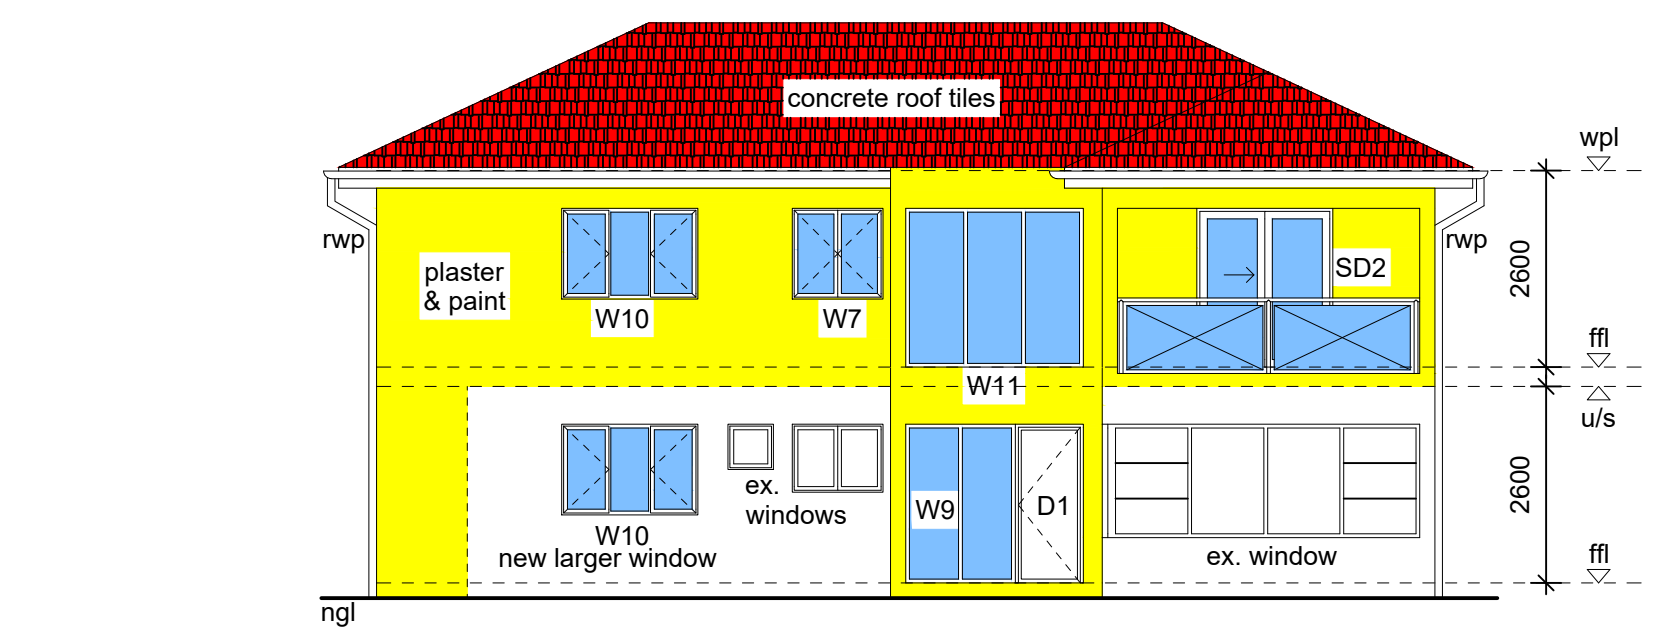 concrete roof tiles
wpl
rwp
rwp
plaster
& paint
2600
SD2
W10
W7
ffl
W11
u/s
2600
ex.
windows
W9
D1
W10
new larger window
ex. window
ffl
ngl